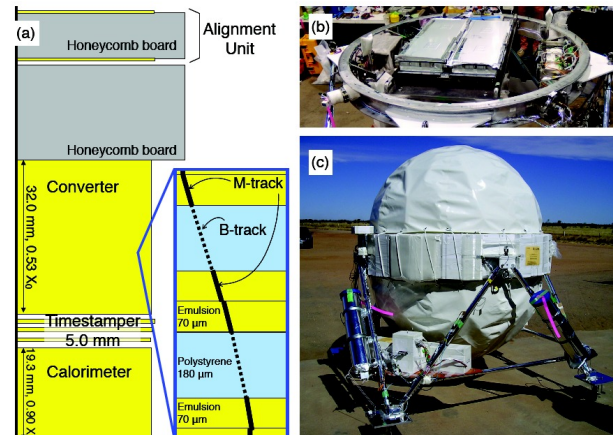 (a)
Honeycomb board
Alignment
Unit
Honeycomb board
Converter
32.0 mm, 0.53 X₀
M-track
B-track
Emulsion
70 μm
Timestamper
5.0 mm
Polystyrene
180 μm
Calorimeter
19.3 mm, 0.90 X
Emulsion
70 μm
(b)
(c)